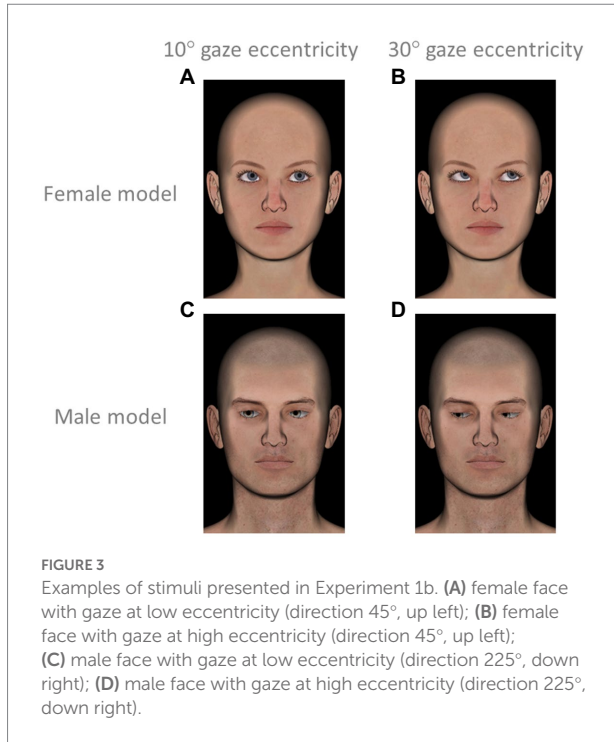 10° gaze eccentricity
30° gaze eccentricity
A
B
Female model
C
D
Male model
FIGURE 3
Examples of stimuli presented in Experiment 1b. (A) female face
with gaze at low eccentricity (direction 45°, up left); (B) female
face with gaze at high eccentricity (direction 45°, up left);
(C) male face with gaze at low eccentricity (direction 225°, down
right); (D) male face with gaze at high eccentricity (direction 225°,
down right).